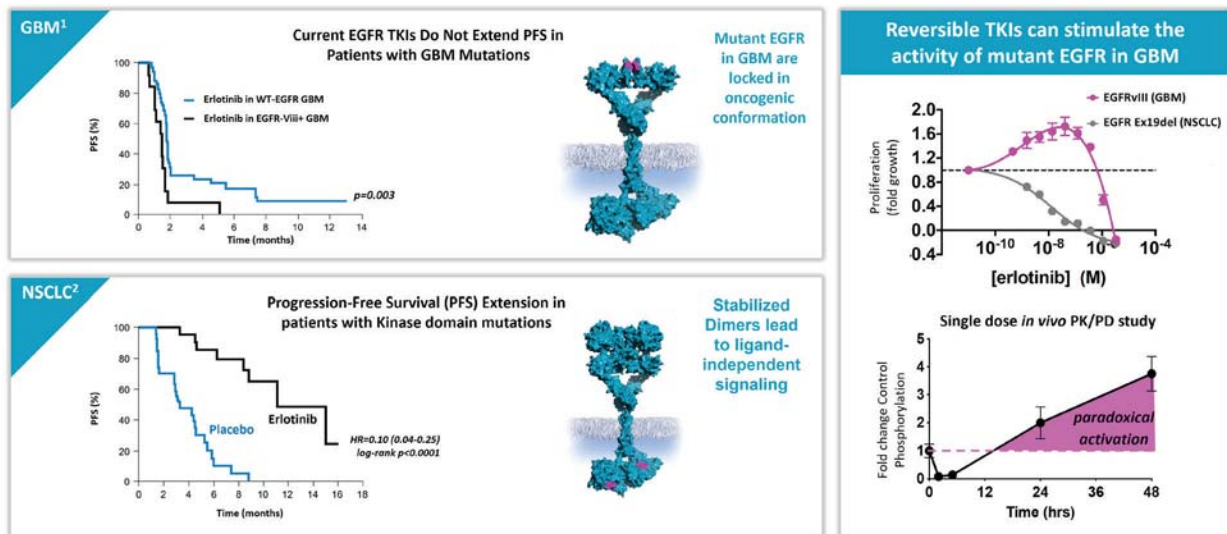 GBM1
Current EGFR TKIs Do Not Extend PFS in
Patients with GBM Mutations
PFS (%)
100
80
60
40
20
0
Erlotinib in WT-EGFR GBM
Erlotinib in EGFR-Viii+ GBM
p=0.003
0 2 4 6 8 10 12 14
Time (months)
Mutant EGFR
in GBM are
locked in
oncogenic
conformation
NSCLC2
Progression-Free Survival (PFS) Extension in
patients with Kinase domain mutations
PFS (%)
100
80
60
40
20
0
Placebo
Erlotinib
HR=0.10 (0.04-0.25)
log-rank p<0.0001
0 2 4 6 8 10 12 14 16 18
Time (months)
Stabilized
Dimers lead
to ligand-
independent
signaling
Reversible TKIs can stimulate the
activity of mutant EGFR in GBM
EGFRvIII (GBM)
EGFR Ex19del (NSCLC)
Proliferation
(fold growth)
2.0
1.6
1.2
0.8
0.4
0.0
-0.4
10-10 10-8 10-6 10-4
[erlotinib] (M)
Single dose in vivo PK/PD study
Fold change Control
Phosphorylation
5
4
3
2
1
0
paradoxical
activation
0 12 24 36 48
Time (hrs)